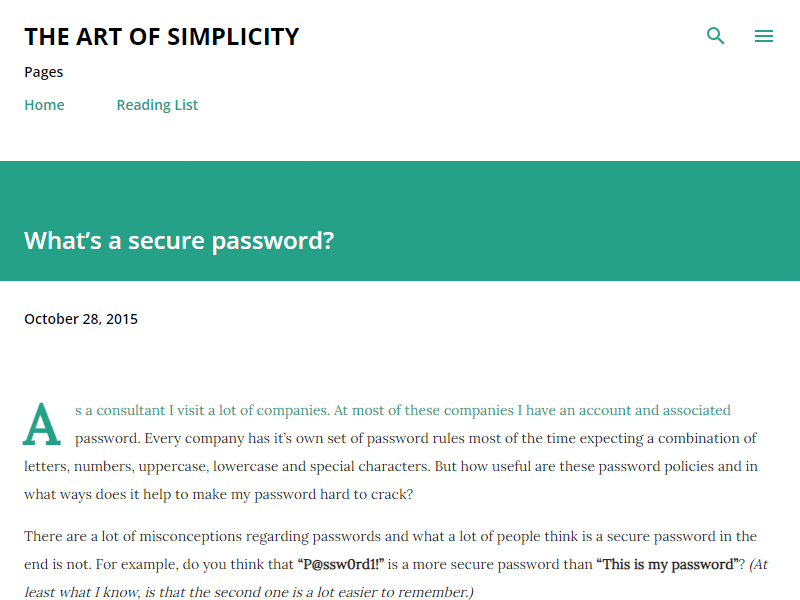 THE ART OF SIMPLICITY
Pages
Home Reading List
What’s a secure password?
October 28, 2015
As a consultant I visit a lot of companies. At most of these companies I have an account and associated
password. Every company has it’s own set of password rules most of the time expecting a combination of
letters, numbers, uppercase, lowercase and special characters. But how useful are these password policies and in
what ways does it help to make my password hard to crack?
There are a lot of misconceptions regarding passwords and what a lot of people think is a secure password in the
end is not. For example, do you think that “P@ssw0rd1!” is a more secure password than “This is my password”? (At
least what I know, is that the second one is a lot easier to remember.)